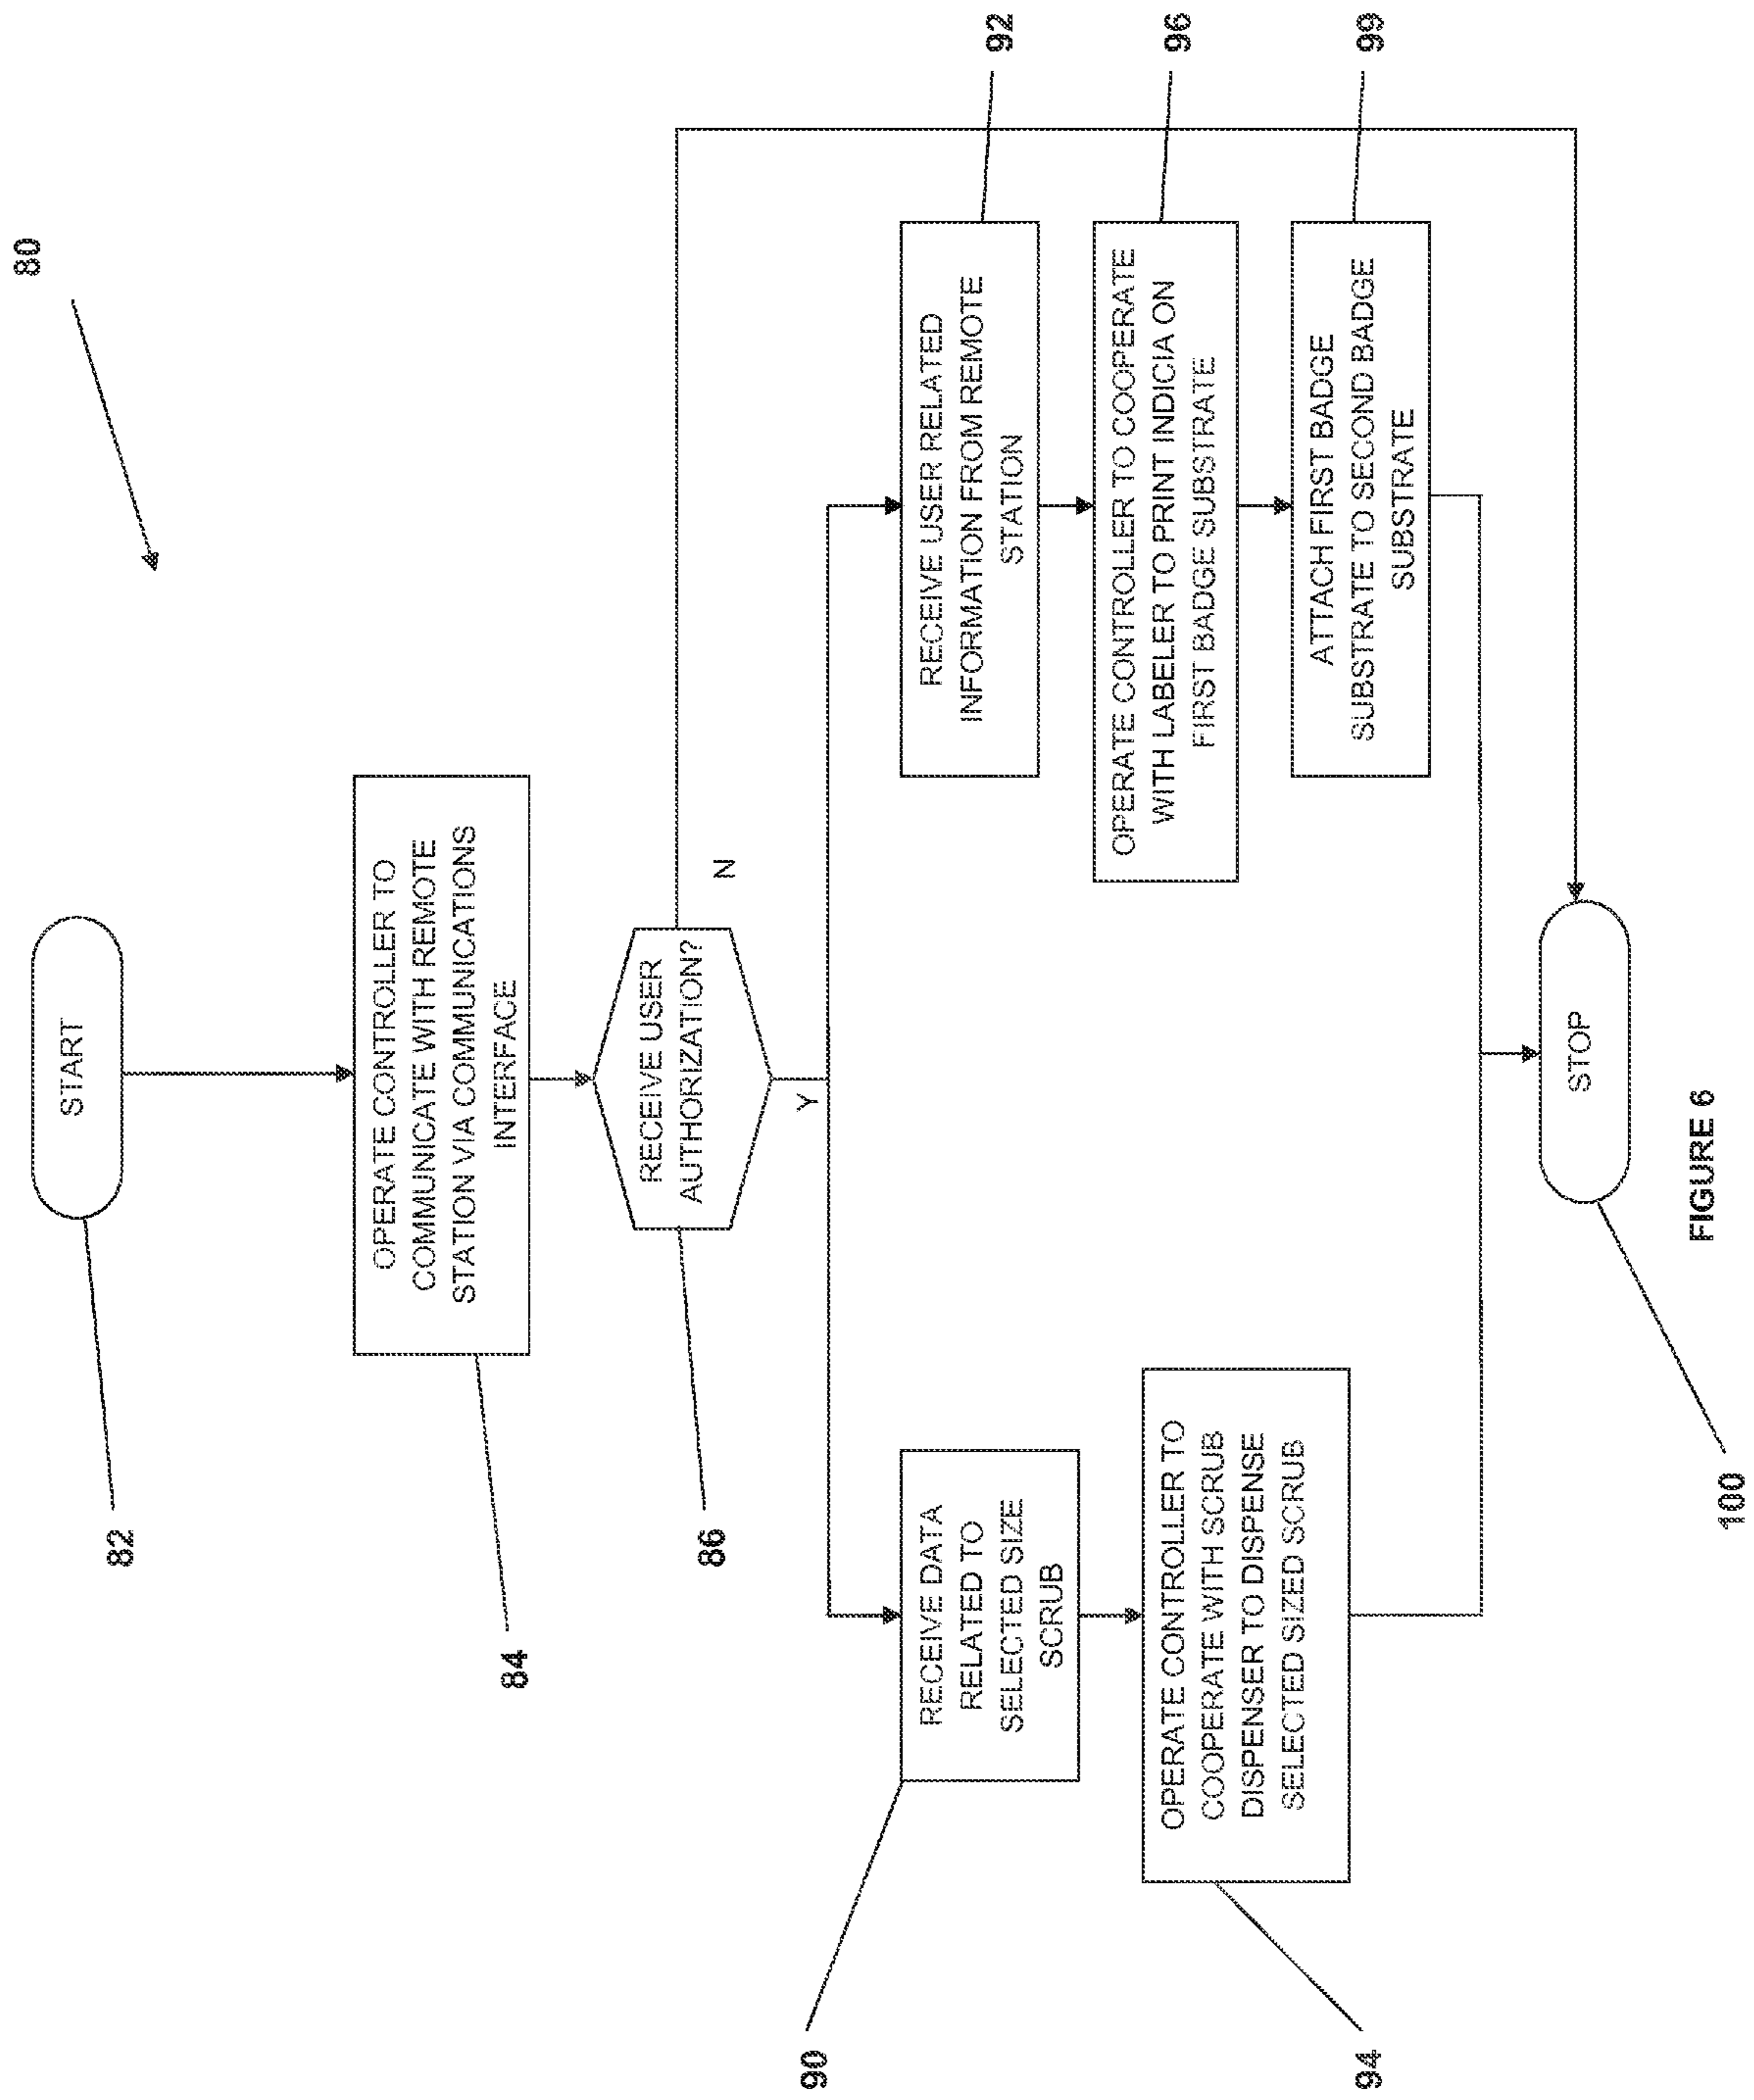 80
START
82
OPERATE CONTROLLER TO
COMMUNICATE WITH REMOTE
STATION VIA COMMUNICATIONS
INTERFACE
84
RECEIVE USER
AUTHORIZATION?
86
N
Y
RECEIVE DATA
RELATED TO
SELECTED SIZE
SCRUB
90
RECEIVE USER RELATED
INFORMATION FROM REMOTE
STATION
92
OPERATE CONTROLLER TO
COOPERATE WITH SCRUB
DISPENSER TO DISPENSE
SELECTED SIZED SCRUB
94
OPERATE CONTROLLER TO COOPERATE
WITH LABELER TO PRINT INDICIA ON
FIRST BADGE SUBSTRATE
96
ATTACH FIRST BADGE
SUBSTRATE TO SECOND BADGE
SUBSTRATE
99
STOP
100
FIGURE 6